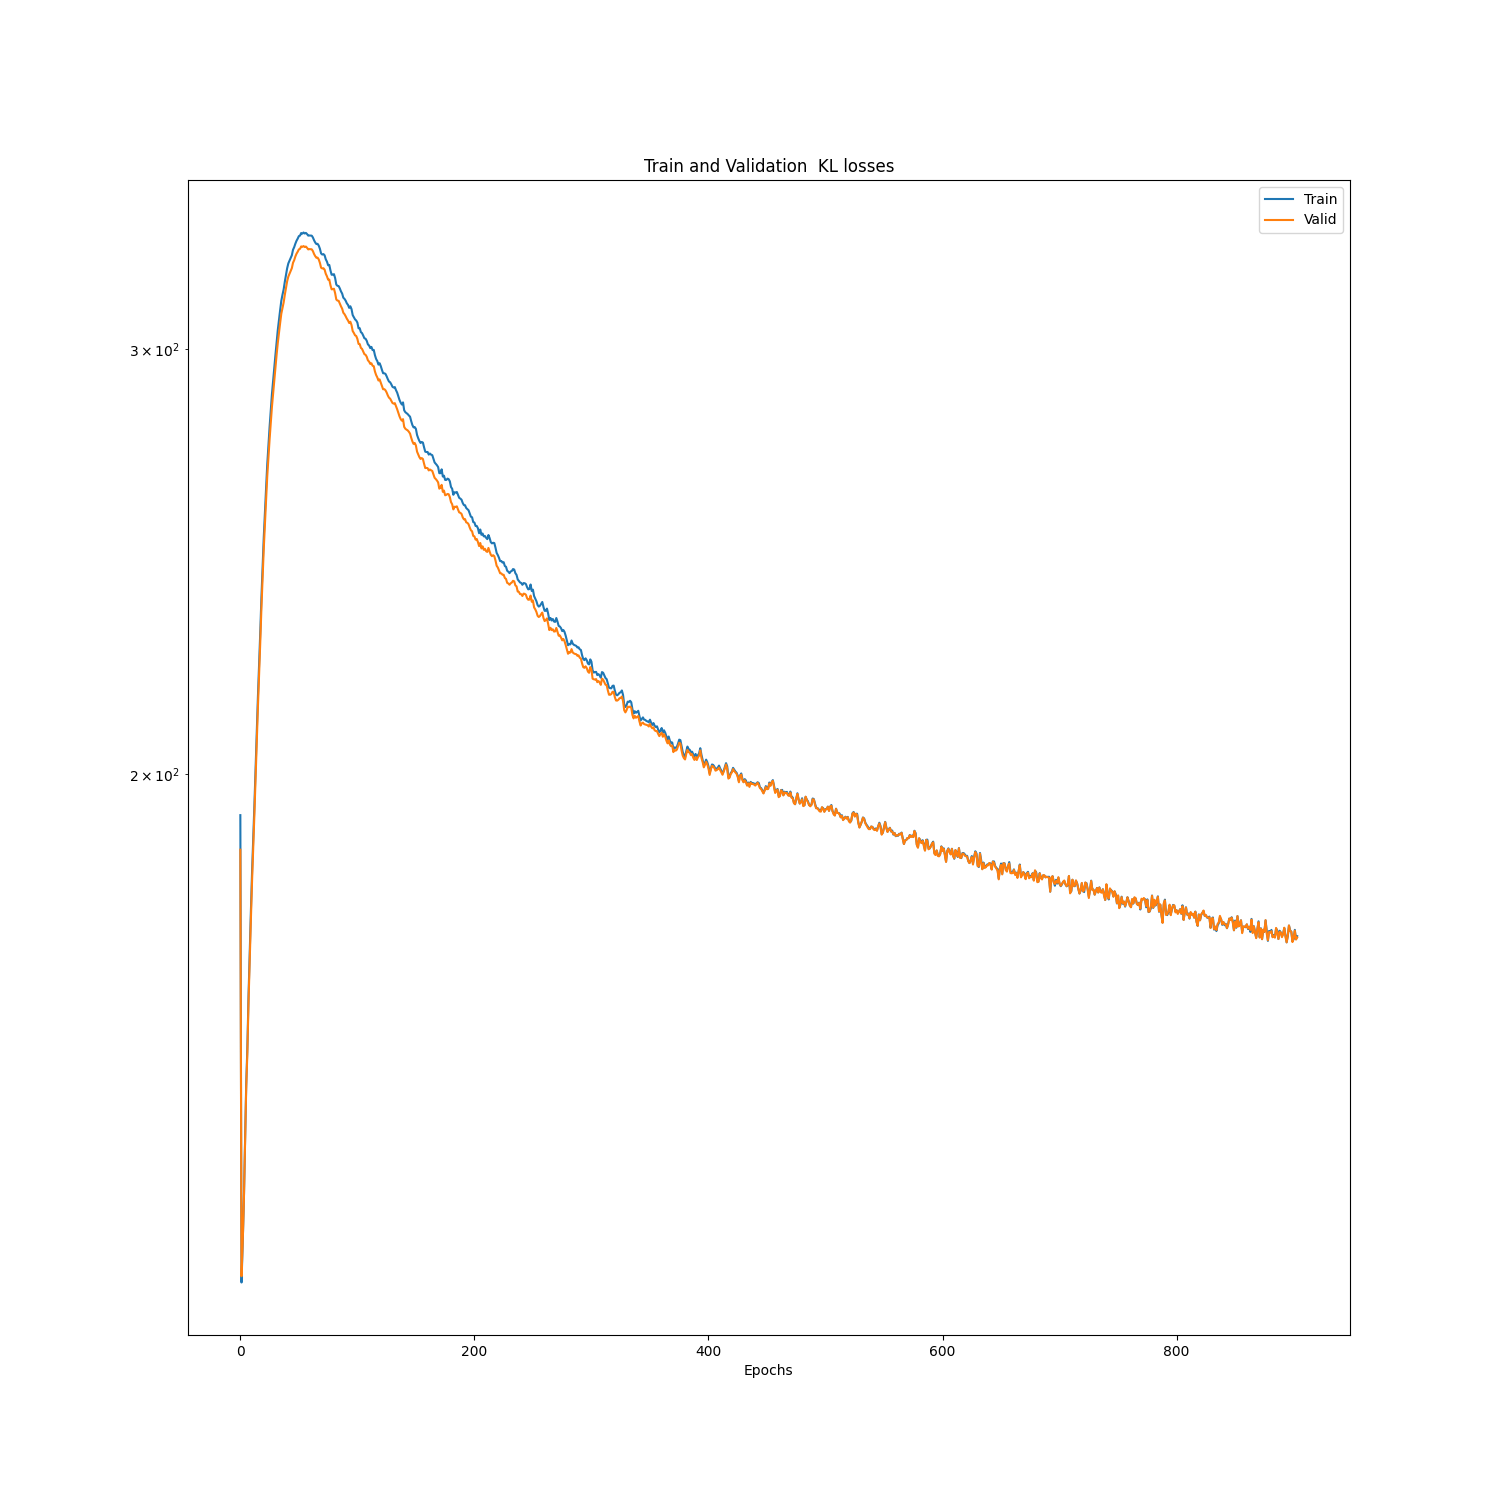 Train and Validation  KL losses
Train
Valid
3 × 10²
2 × 10²
0 200 400 600 800
Epochs